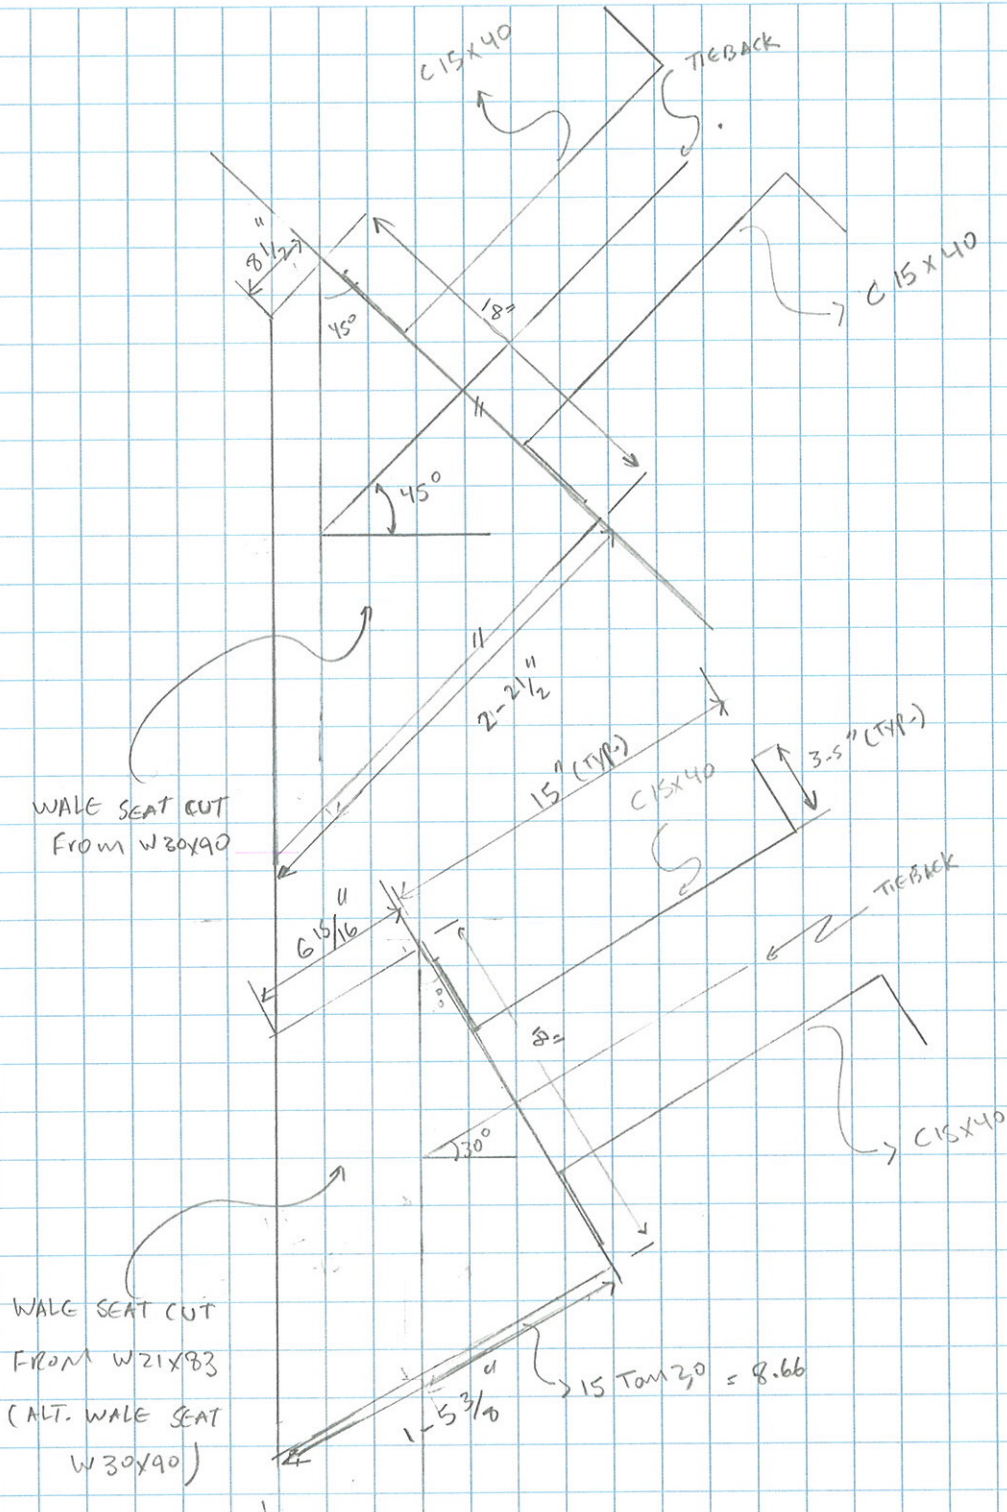 C15x40
TIEBACK
8 1/2"
45°
18"
C 15 x 40
45°
2'-2 1/2"
WALE SEAT CUT
From W30x90
15" (TYP.)
C15x40
3.5" (TYP.)
TIEBACK
6 15/16"
30°
C15x40
WALE SEAT CUT
FROM W21x83
(ALT. WALE SEAT
W30x90)
15 Tan 30 = 8.66
1-5 3/8"